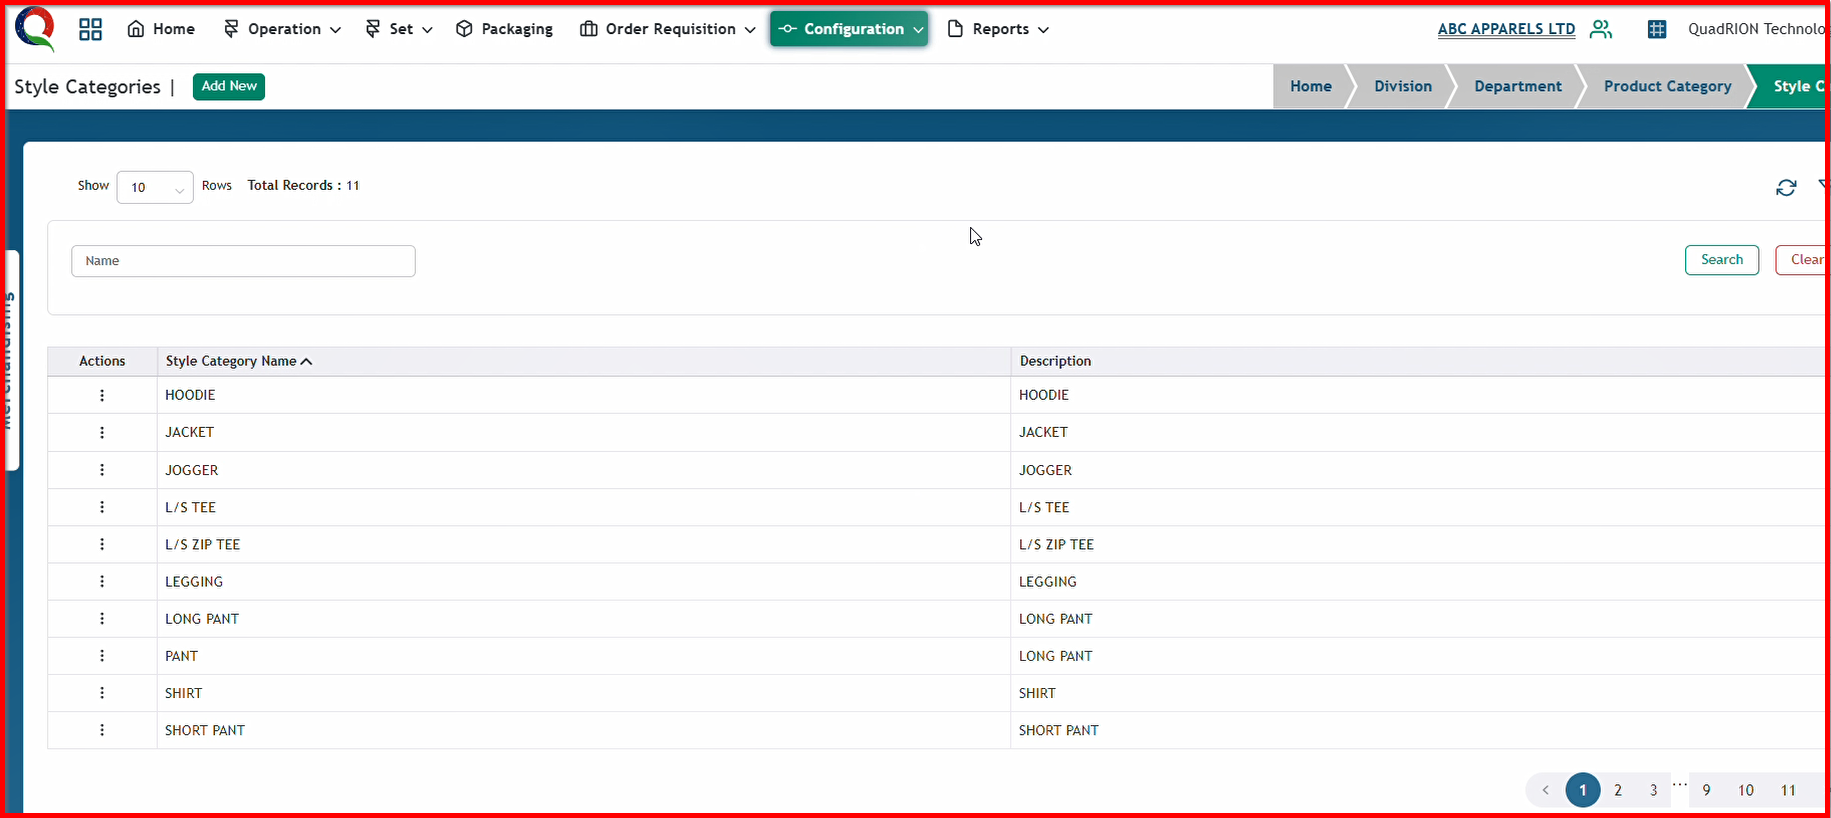 Home Operation Set Packaging Order Requisition Configuration Reports ABC APPARELS LTD QuadRION Technolo
Style Categories | Add New Home Division Department Product Category Style C
Show 10 Rows Total Records : 11
Name Search Clear
Merchandising
Actions Style Category Name Description
HOODIE HOODIE
JACKET JACKET
JOGGER JOGGER
L/S TEE L/S TEE
L/S ZIP TEE L/S ZIP TEE
LEGGING LEGGING
LONG PANT LONG PANT
PANT LONG PANT
SHIRT SHIRT
SHORT PANT SHORT PANT
< 1 2 3 ... 9 10 11